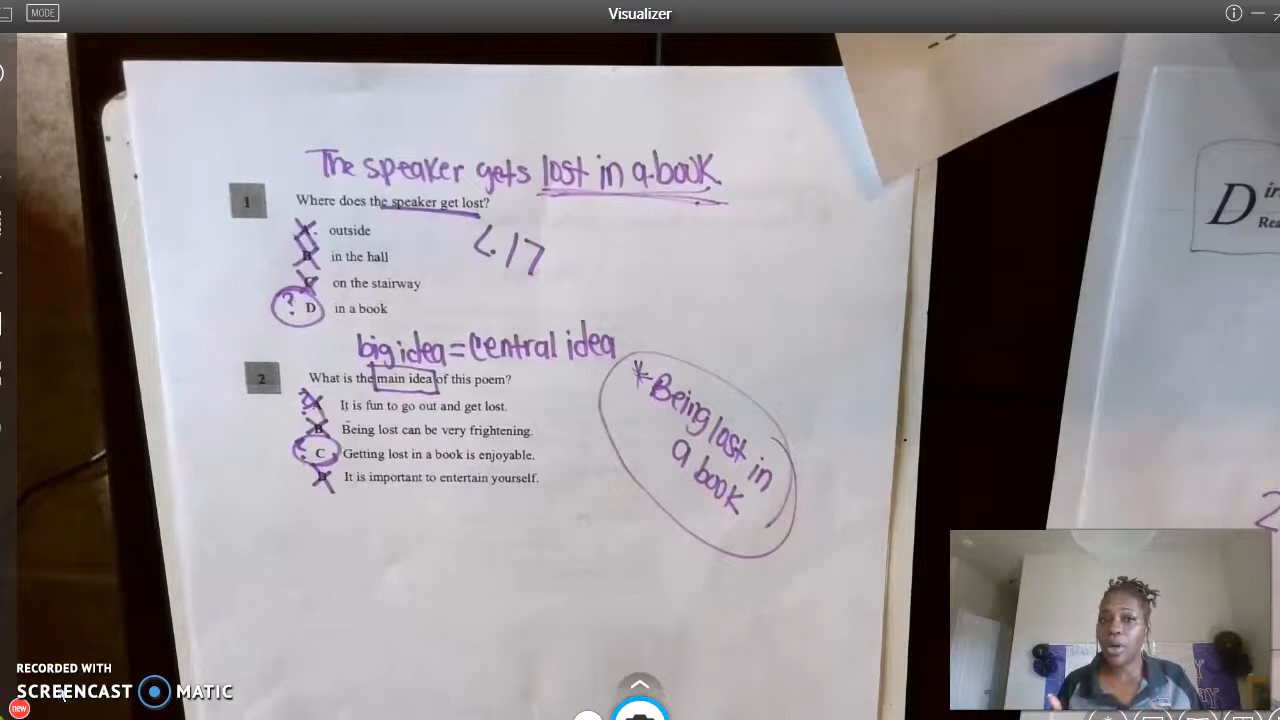 MODE
Visualizer
The speaker gets lost in a book
1 Where does the speaker get lost?
A. outside
B in the hall
C on the stairway
? D in a book
L. 17
big idea = central idea
2 What is the main idea of this poem?
A It is fun to go out and get lost.
B Being lost can be very frightening.
C Getting lost in a book is enjoyable.
D It is important to entertain yourself.
* Being lost in
a book
D in
Rea
2
RECORDED WITH
SCREENCAST MATIC
new